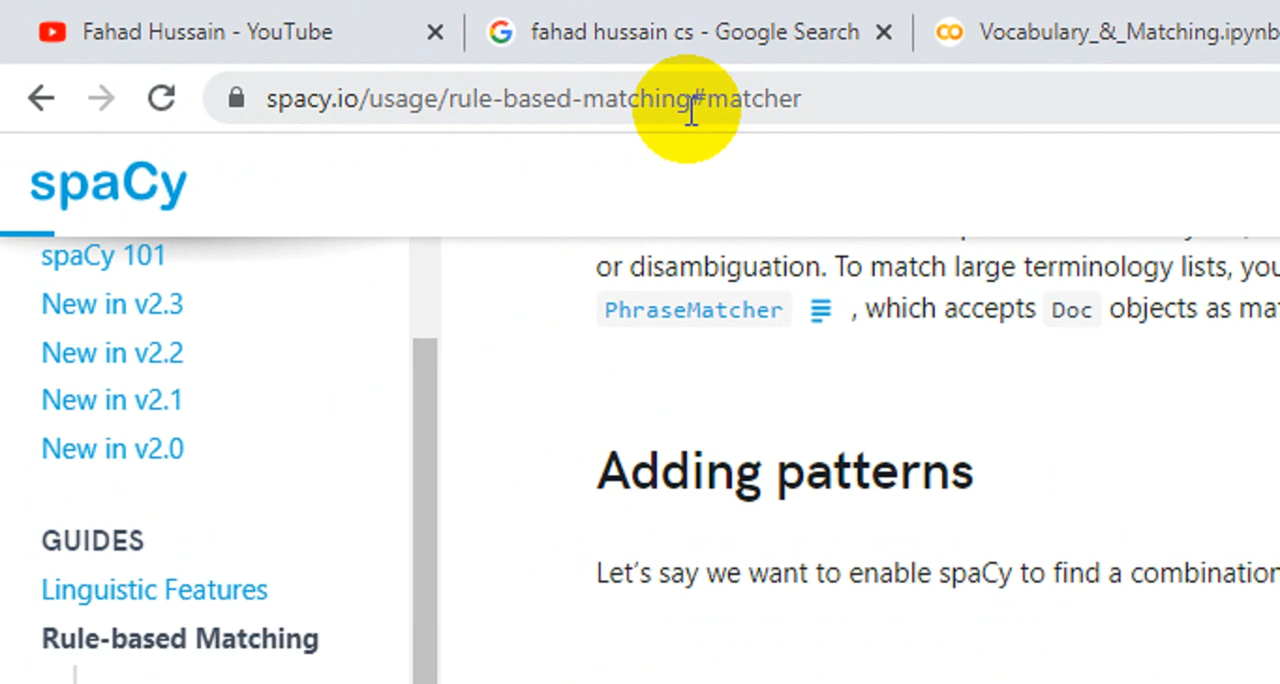 Fahad Hussain - YouTube
fahad hussain cs - Google Search
Vocabulary_&_Matching.ipynb
spacy.io/usage/rule-based-matching#matcher
spaCy
spaCy 101
New in v2.3
New in v2.2
New in v2.1
New in v2.0
GUIDES
Linguistic Features
Rule-based Matching
or disambiguation. To match large terminology lists, you
PhraseMatcher , which accepts Doc objects as
Adding patterns
Let's say we want to enable spaCy to find a combination